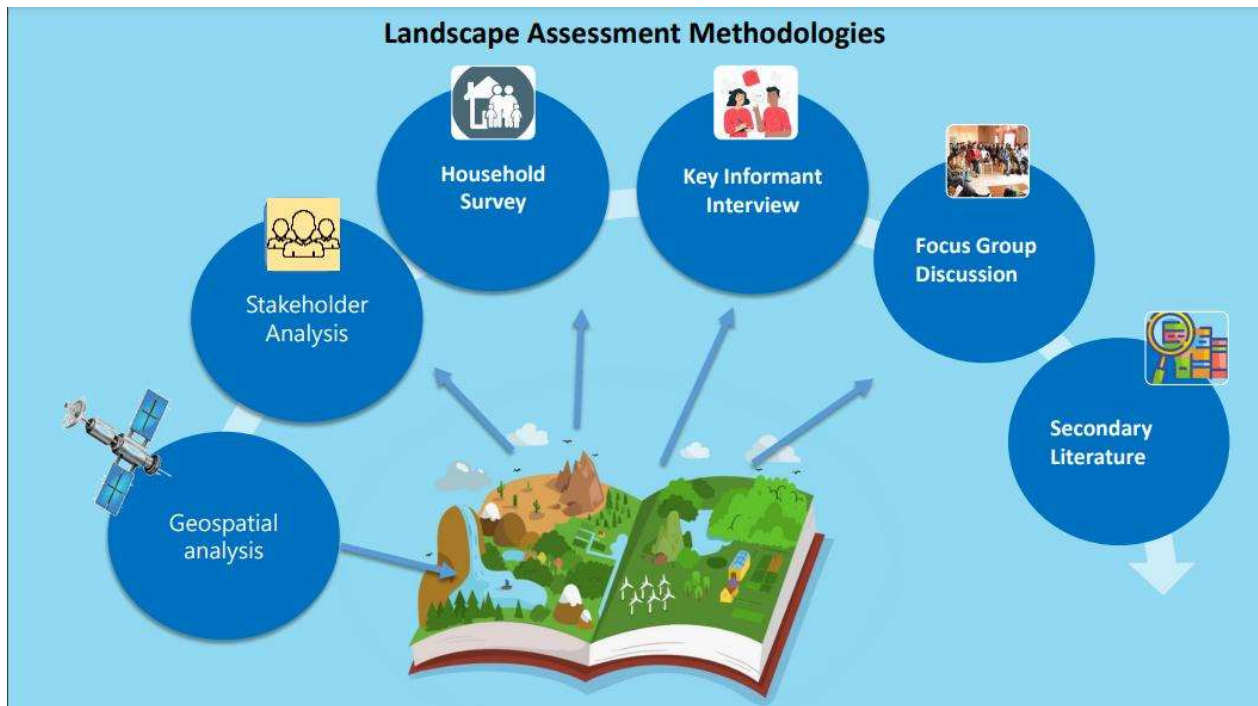 Landscape Assessment Methodologies
Household
Survey
Key Informant
Interview
Focus Group
Discussion
Stakeholder
Analysis
Secondary
Literature
Geospatial
analysis